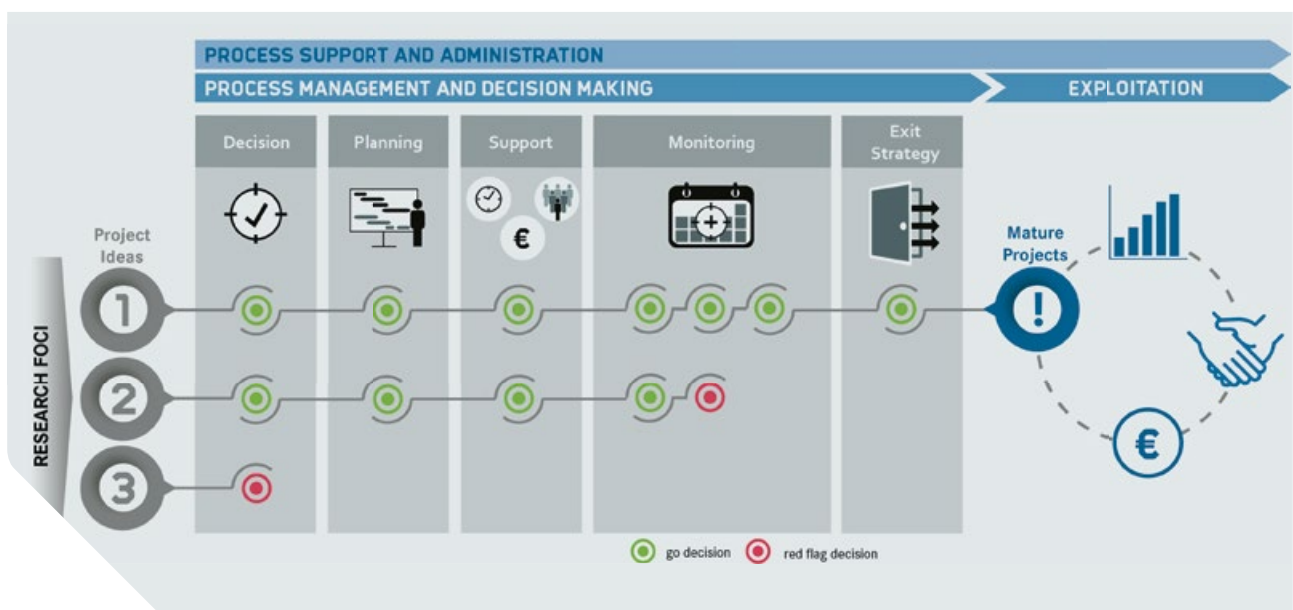 PROCESS SUPPORT AND ADMINISTRATION
PROCESS MANAGEMENT AND DECISION MAKING
EXPLOITATION
Decision
Planning
Support
Monitoring
Exit
Strategy
€
Project
Ideas
Mature
Projects
RESEARCH FOCI
1
!
2
€
3
go decision
red flag decision